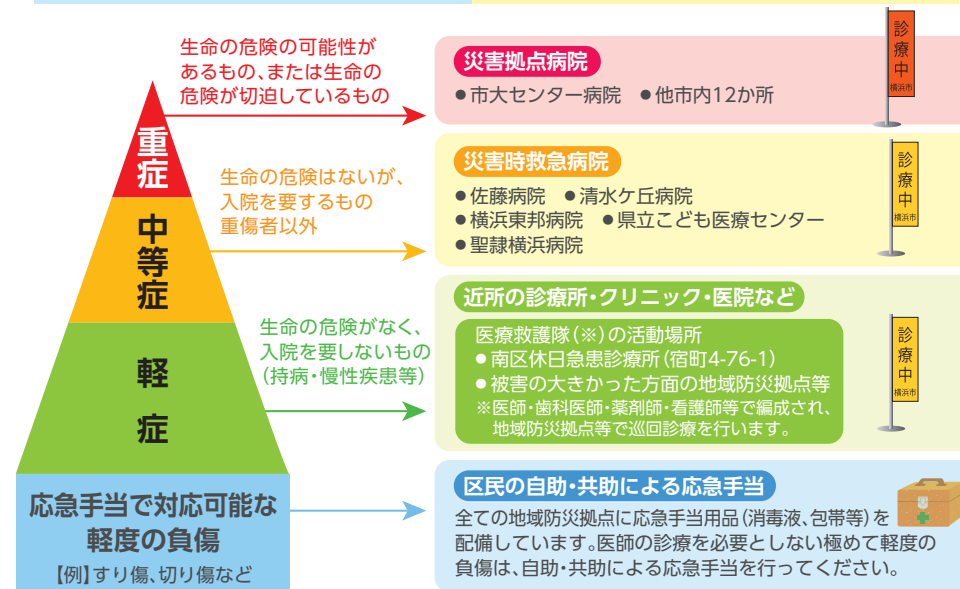 生命の危険の可能性が
あるもの、または生命の
危険が切迫しているもの
重症
災害拠点病院
●市大センター病院 ●他市内12か所
診療中
横浜市
生命の危険はないが、
入院を要するもの
重傷者以外
中等症
災害時救急病院
●佐藤病院 ●清水ケ丘病院
●横浜東邦病院 ●県立こども医療センター
●聖隷横浜病院
診療中
横浜市
生命の危険がなく、
入院を要しないもの
(持病・慢性疾患等)
軽症
近所の診療所・クリニック・医院など
医療救護隊(※)の活動場所
●南区休日急患診療所(宿町4-76-1)
●被害の大きかった方面の地域防災拠点等
※医師・歯科医師・薬剤師・看護師等で編成され、
地域防災拠点等で巡回診療を行います。
診療中
横浜市
応急手当で対応可能な
軽度の負傷
【例】すり傷、切り傷など
区民の自助・共助による応急手当
全ての地域防災拠点に応急手当用品(消毒液、包帯等)を
配備しています。医師の診療を必要としない極めて軽度の
負傷は、自助・共助による応急手当を行ってください。